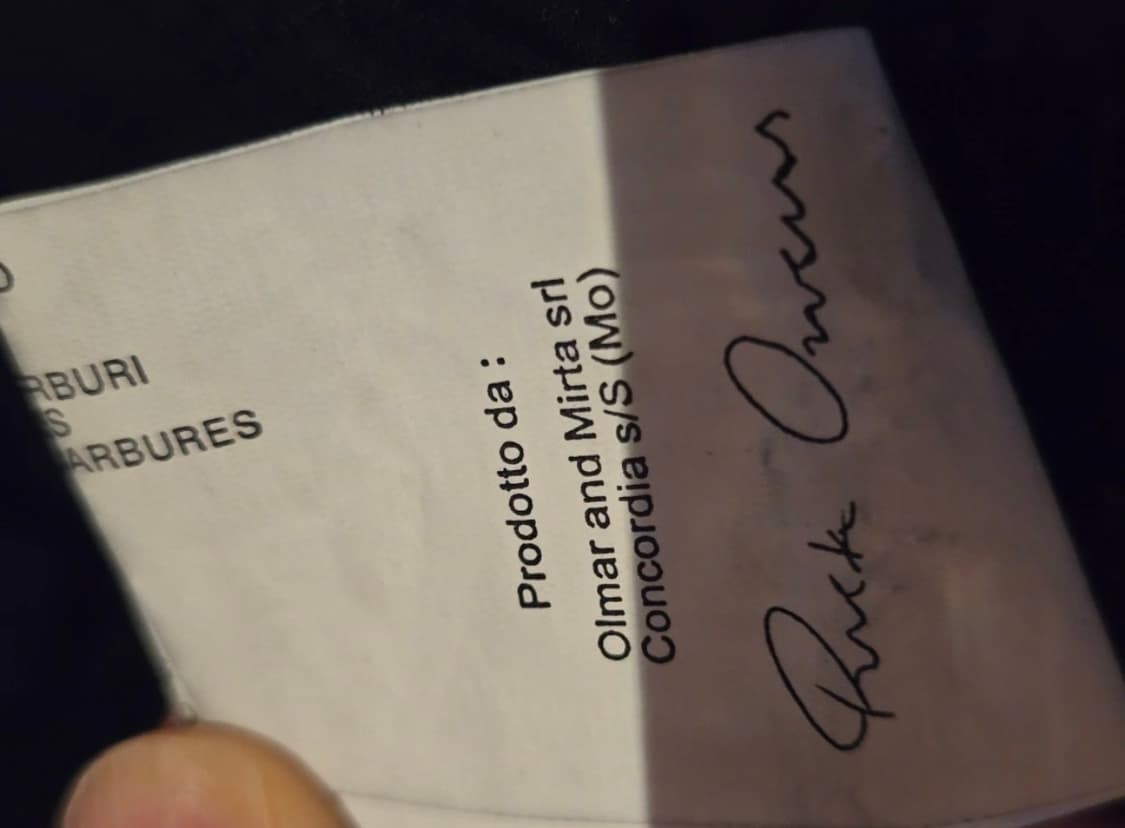 RBURI
S
ARBURES
Prodotto da :
Olmar and Mirta srl
Concordia s/S (Mo)
Rick Owens